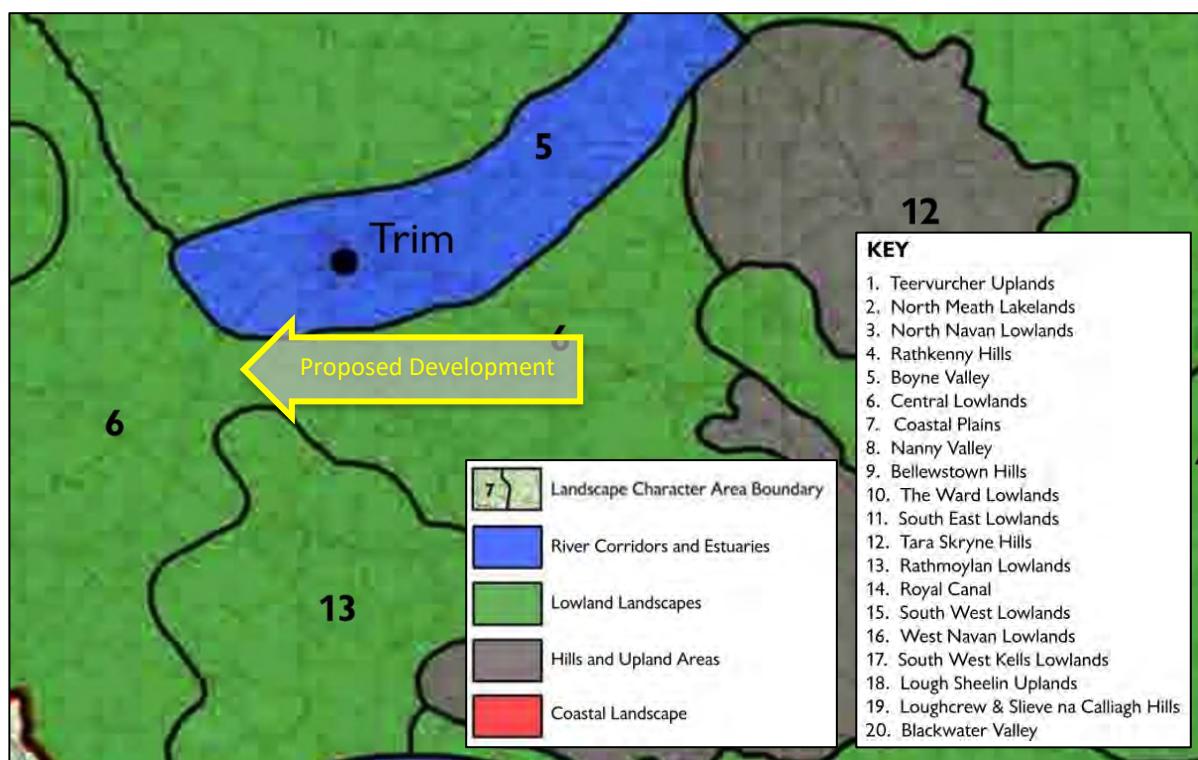 5
Trim
12
6
Proposed Development
6
13
7
Landscape Character Area Boundary
River Corridors and Estuaries
Lowland Landscapes
Hills and Upland Areas
Coastal Landscape
KEY
1. Teervurcher Uplands
2. North Meath Lakelands
3. North Navan Lowlands
4. Rathkenny Hills
5. Boyne Valley
6. Central Lowlands
7. Coastal Plains
8. Nanny Valley
9. Bellewstown Hills
10. The Ward Lowlands
11. South East Lowlands
12. Tara Skryne Hills
13. Rathmoylan Lowlands
14. Royal Canal
15. South West Lowlands
16. West Navan Lowlands
17. South West Kells Lowlands
18. Lough Sheelin Uplands
19. Loughcrew & Slieve na Calliagh Hills
20. Blackwater Valley